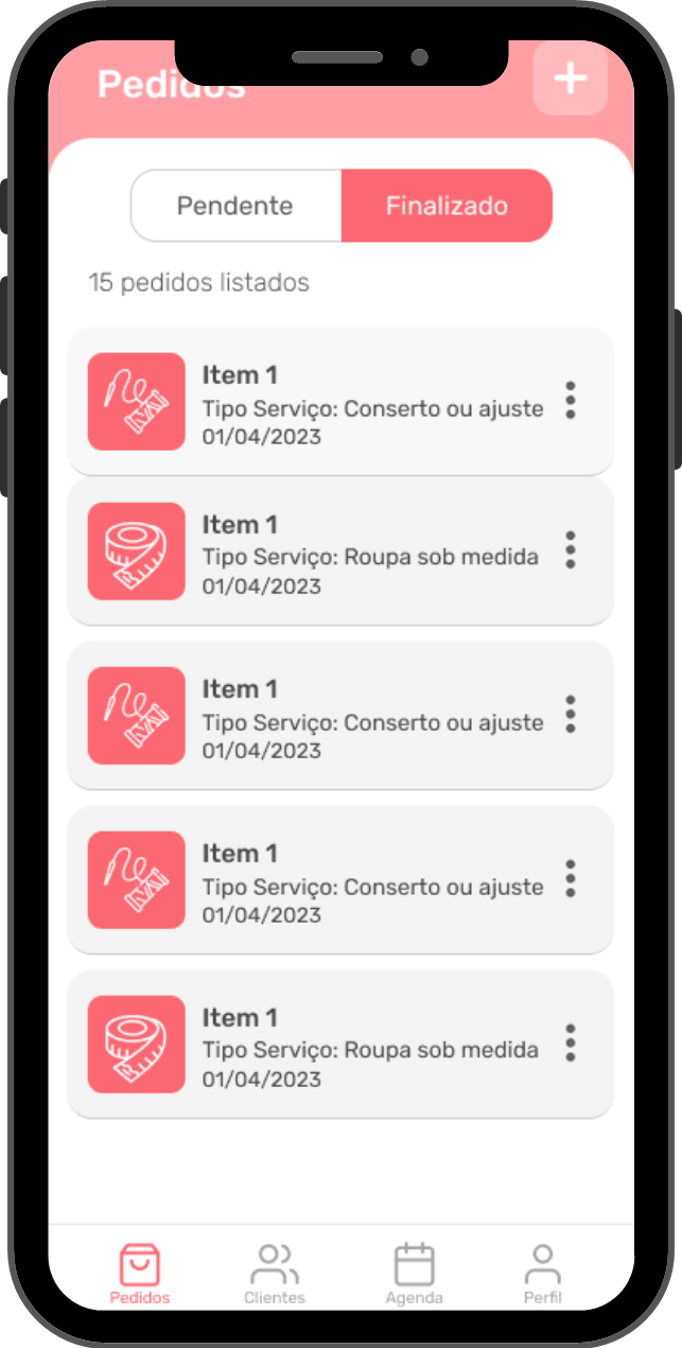 Pedidos
Pendente
Finalizado
15 pedidos listados
Item 1
Tipo Serviço: Conserto ou ajuste
01/04/2023
Item 1
Tipo Serviço: Roupa sob medida
01/04/2023
Item 1
Tipo Serviço: Conserto ou ajuste
01/04/2023
Item 1
Tipo Serviço: Conserto ou ajuste
01/04/2023
Item 1
Tipo Serviço: Roupa sob medida
01/04/2023
Pedidos
Clientes
Agenda
Perfil